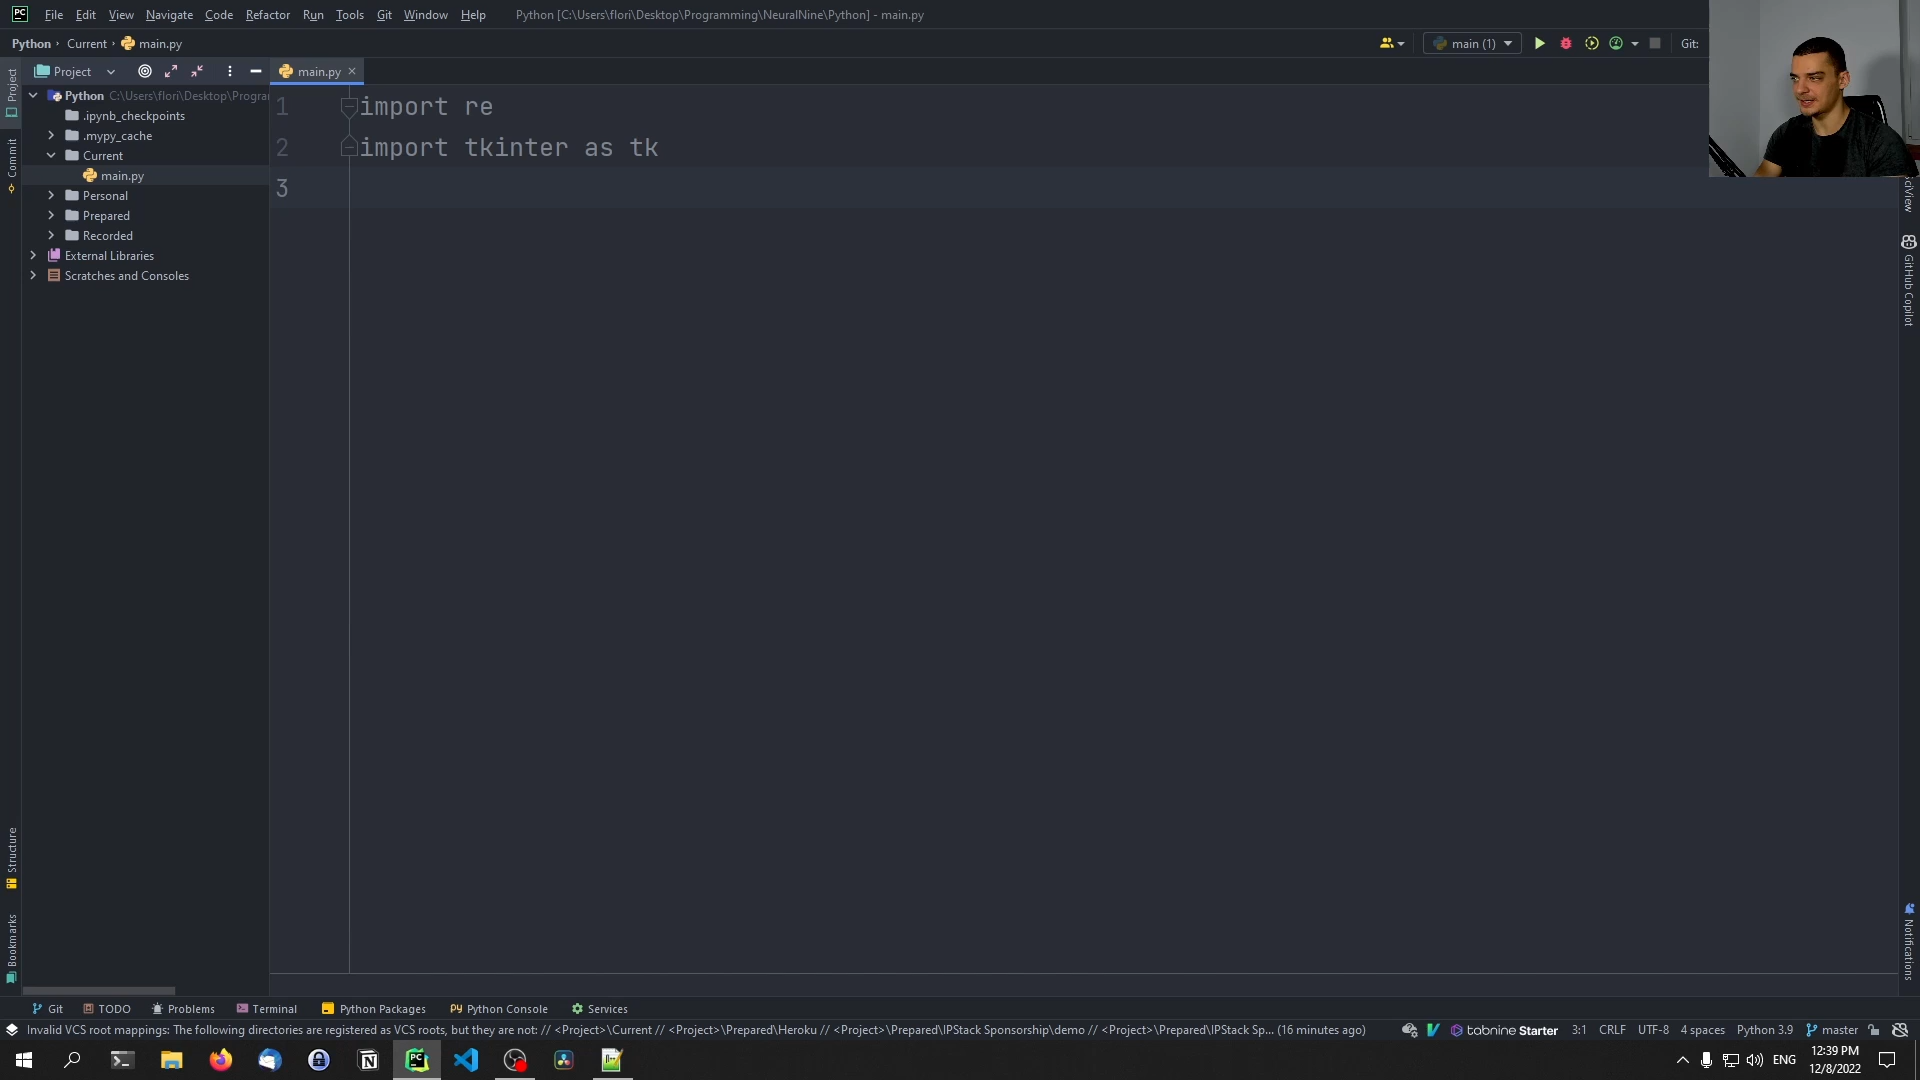 PC File Edit View Navigate Code Refactor Run Tools Git Window Help Python [C:\Users\flori\Desktop\Programming\NeuralNine\Python] - main.py
Python › Current › main.py
main (1)
Git:
Project
main.py
Python C:\Users\flori\Desktop\Progra
.ipynb_checkpoints
.mypy_cache
Current
main.py
Personal
Prepared
Recorded
External Libraries
Scratches and Consoles
1 import re
2 import tkinter as tk
3
Project
Commit
Structure
Bookmarks
SciView
GitHub Copilot
Notifications
Git TODO Problems Terminal Python Packages Python Console Services
Invalid VCS root mappings: The following directories are registered as VCS roots, but they are not: // <Project>\Current // <Project>\Prepared\Heroku // <Project>\Prepared\IPStack Sponsorship\demo // <Project>\Prepared\IPStack Sp... (16 minutes ago)
tabnine Starter 3:1 CRLF UTF-8 4 spaces Python 3.9 master
ENG
12:39 PM
12/8/2022